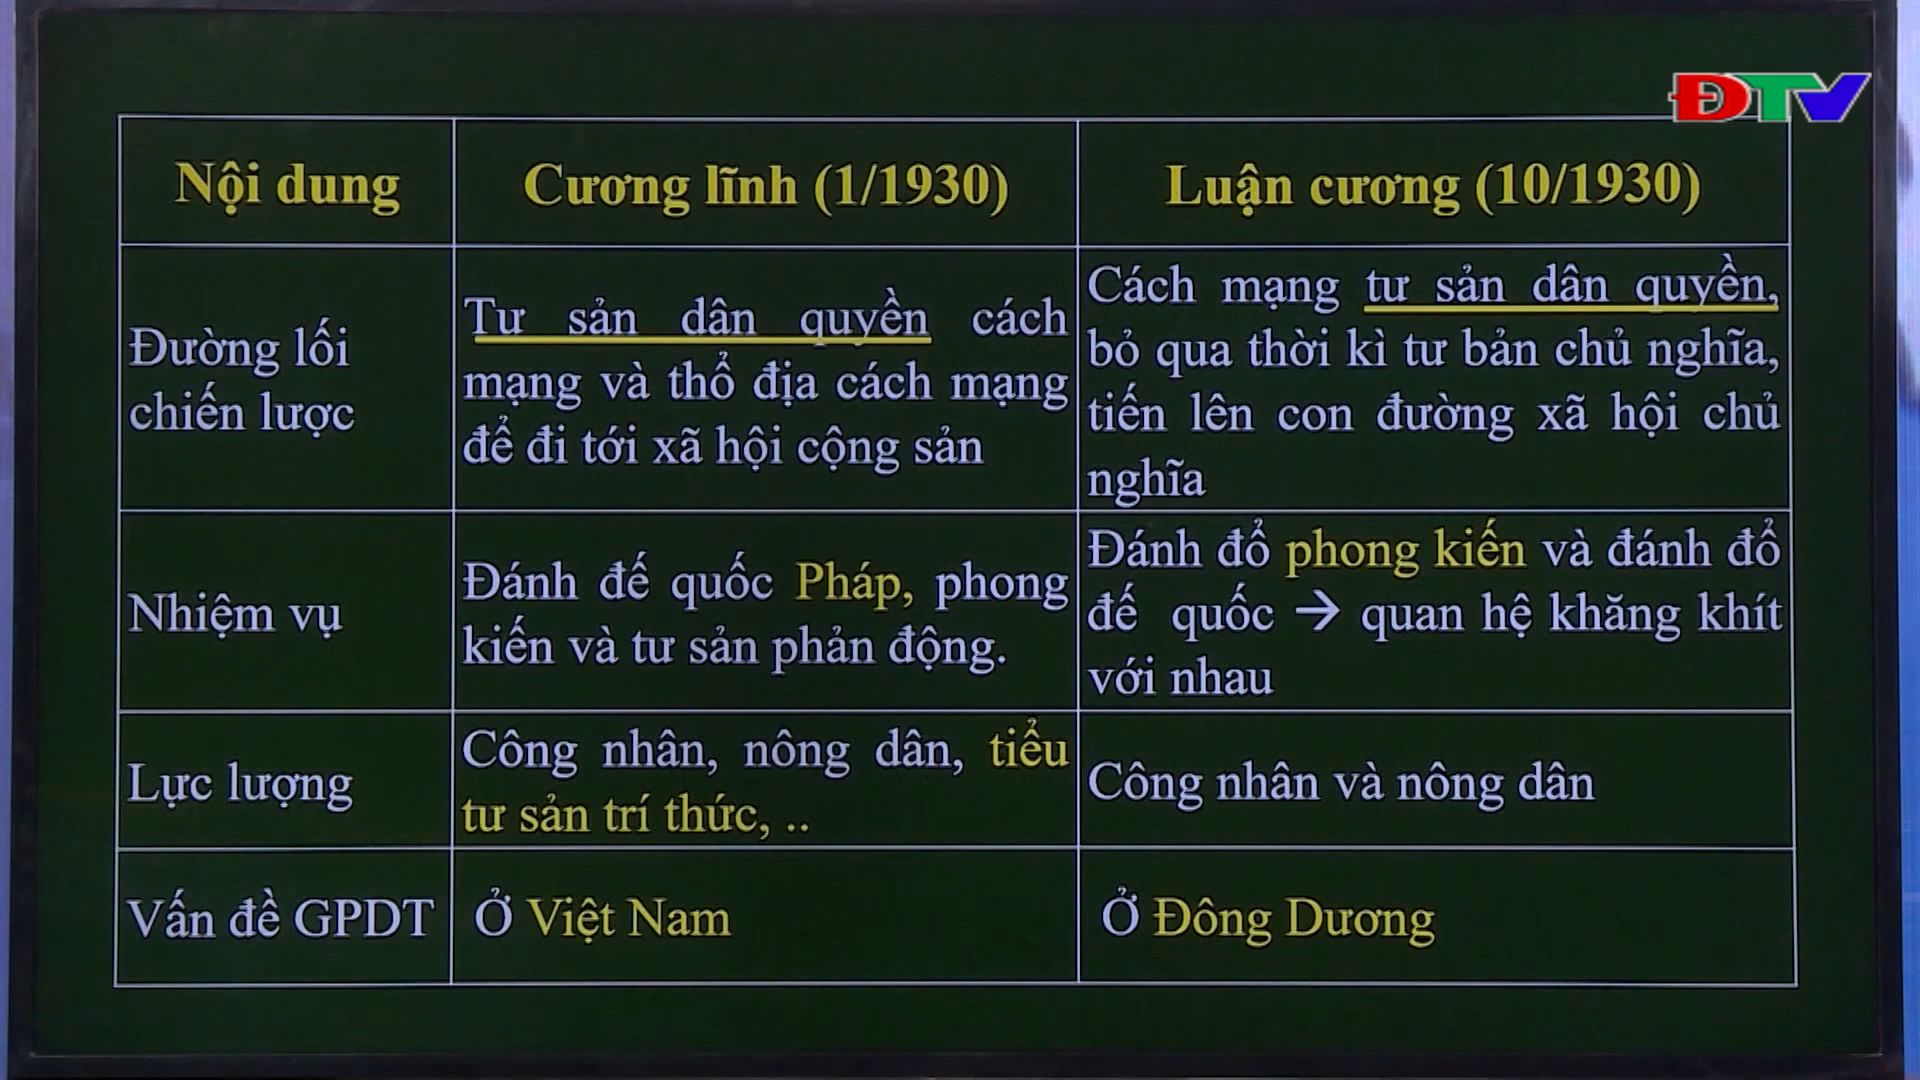 ĐTV
Nội dung
Cương lĩnh (1/1930)
Luận cương (10/1930)
Đường lối
chiến lược
Tư sản dân quyền cách
mạng và thổ địa cách mạng
để đi tới xã hội cộng sản
Cách mạng tư sản dân quyền,
bỏ qua thời kì tư bản chủ nghĩa,
tiến lên con đường xã hội chủ
nghĩa
Nhiệm vụ
Đánh đế quốc Pháp, phong
kiến và tư sản phản động.
Đánh đổ phong kiến và đánh đổ
đế quốc → quan hệ khăng khít
với nhau
Lực lượng
Công nhân, nông dân, tiểu
tư sản trí thức, ..
Công nhân và nông dân
Vấn đề GPDT
Ở Việt Nam
Ở Đông Dương